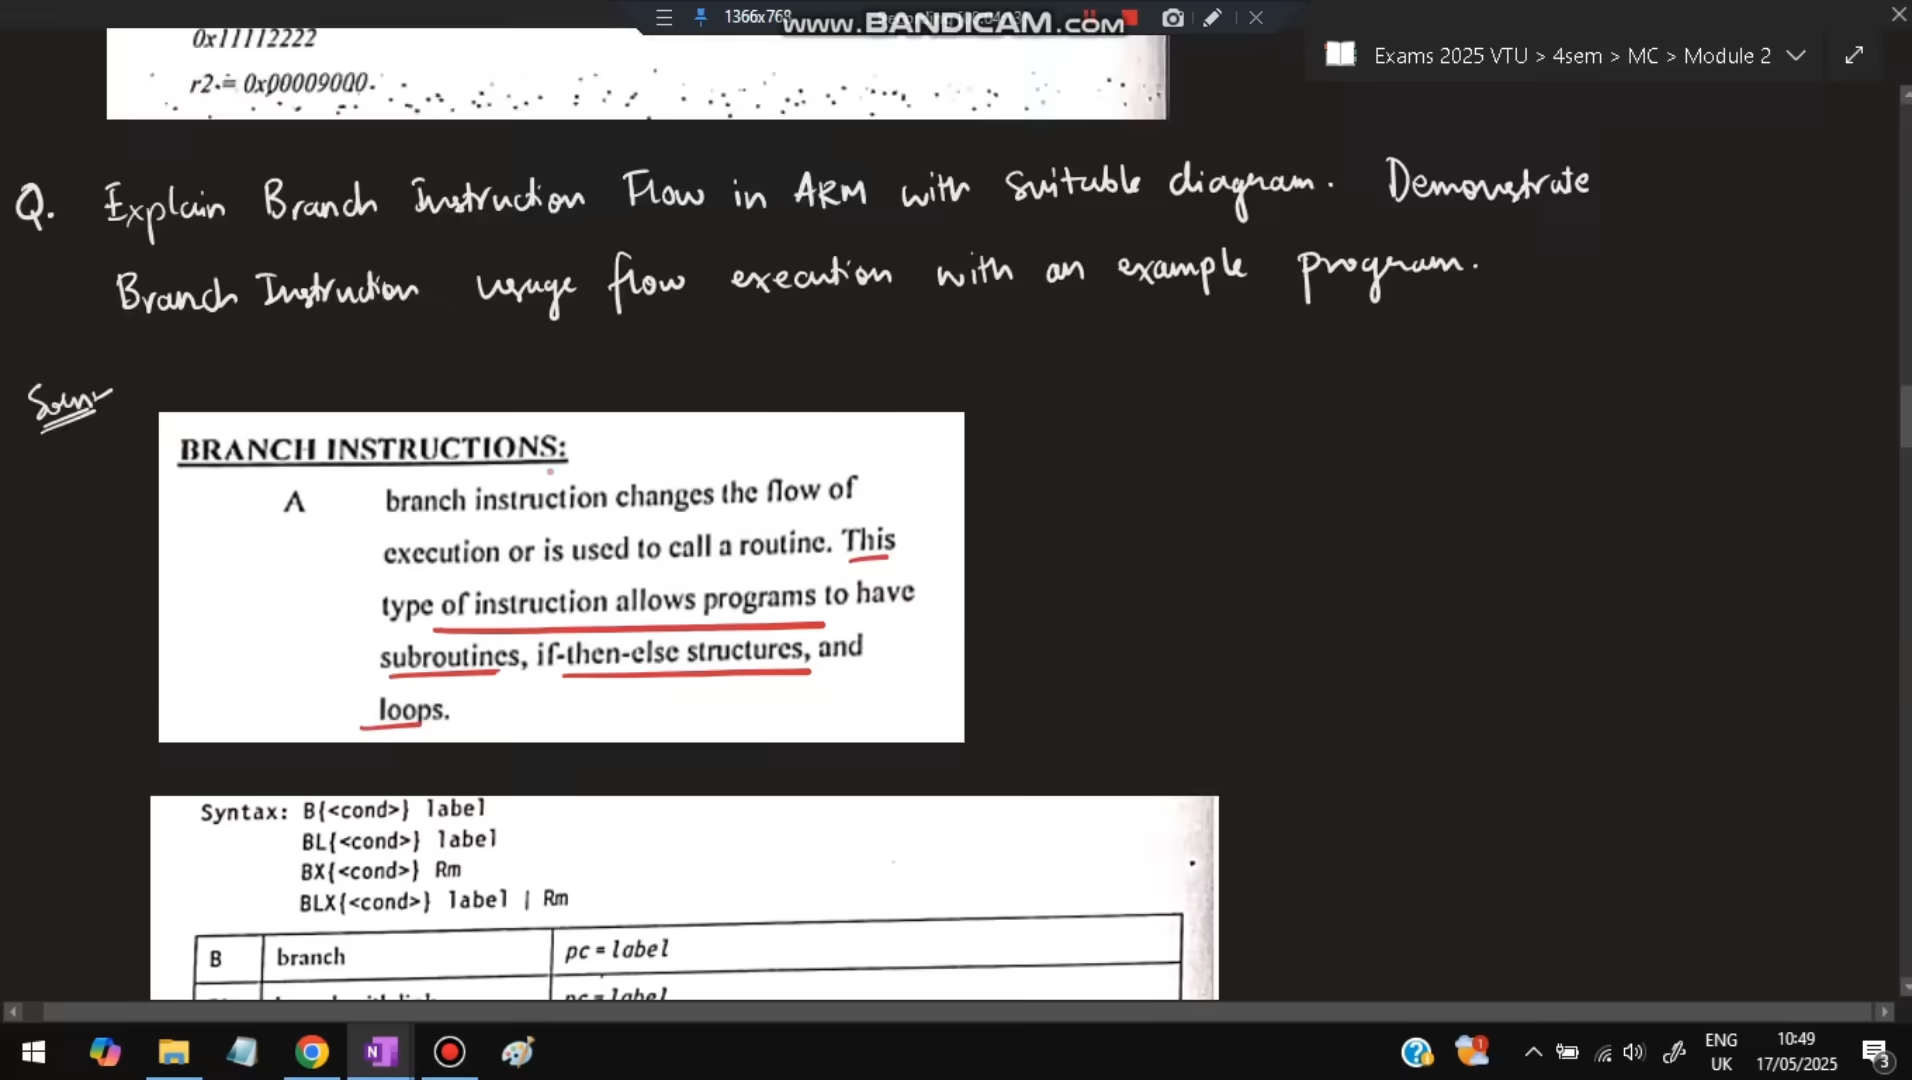 1366x768
www.BANDICAM.com
Exams 2025 VTU > 4sem > MC > Module 2
0x11112222
r2 = 0x00009000
Q. Explain Branch Instruction Flow in ARM with suitable diagram. Demonstrate
Branch Instruction usage flow execution with an example program.
Soln
BRANCH INSTRUCTIONS:
A branch instruction changes the flow of
execution or is used to call a routine. This
type of instruction allows programs to have
subroutines, if-then-else structures, and
loops.
Syntax: B{<cond>} label
BL{<cond>} label
BX{<cond>} Rm
BLX{<cond>} label | Rm
B branch pc = label
pc = label
ENG
UK
10:49
17/05/2025
3